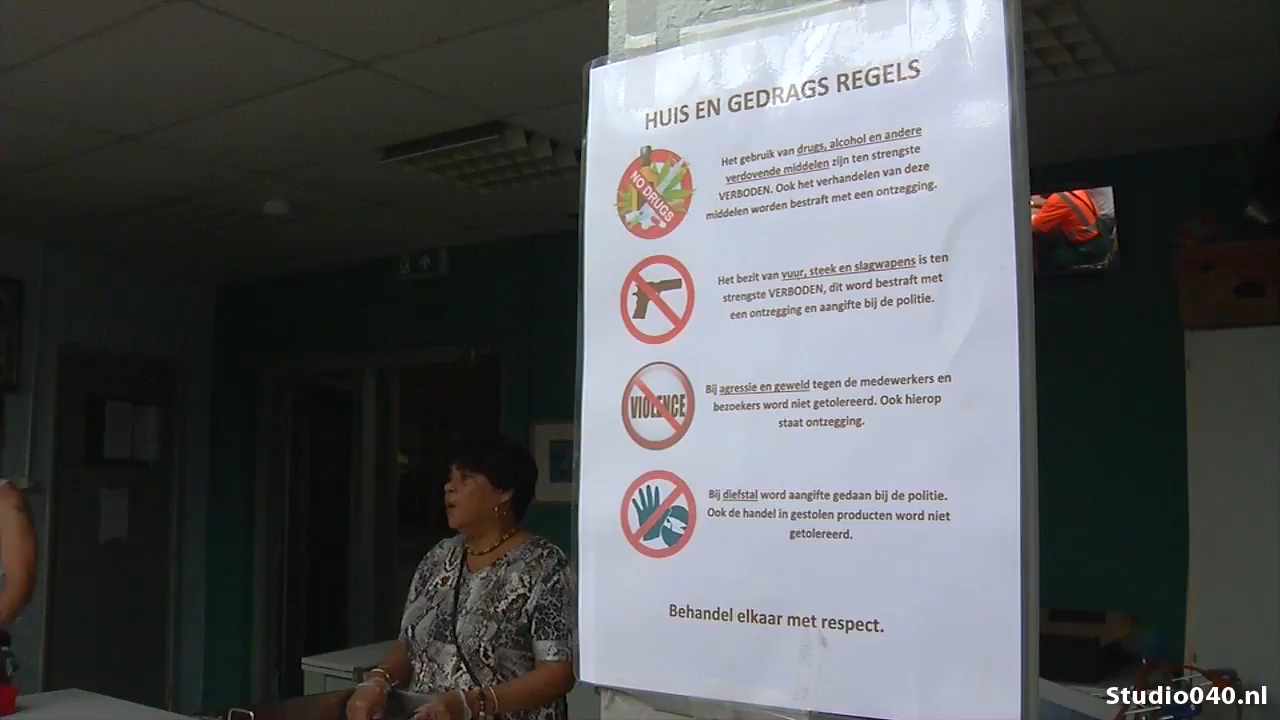 HUIS EN GEDRAGS REGELS
NO DRUGS
Het gebruik van drugs, alcohol en andere
verdovende middelen zijn ten strengste
VERBODEN. Ook het verhandelen van deze
middelen worden bestraft met een ontzegging.
Het bezit van vuur, steek en slagwapens is ten
strengste VERBODEN, dit word bestraft met
een ontzegging en aangifte bij de politie.
VIOLENCE
Bij agressie en geweld tegen de medewerkers en
bezoekers word niet getolereerd. Ook hierop
staat ontzegging.
Bij diefstal word aangifte gedaan bij de politie.
Ook de handel in gestolen producten word niet
getolereerd.
Behandel elkaar met respect.
Studio040.nl